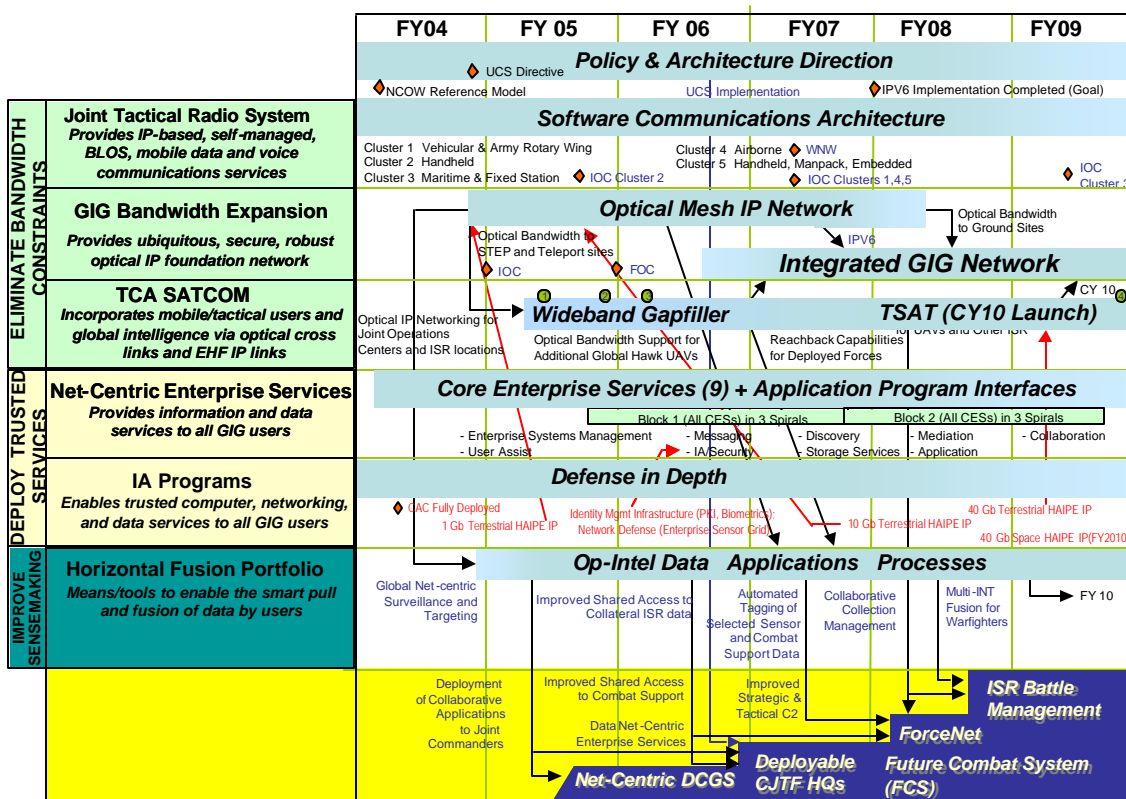 FY04 FY 05 FY 06 FY07 FY08 FY09
Policy & Architecture Direction
UCS Directive
NCOW Reference Model
UCS Implementation
IPV6 Implementation Completed (Goal)
ELIMINATE BANDWIDTH
CONSTRAINTS
Joint Tactical Radio System
Provides IP-based, self-managed,
BLOS, mobile data and voice
communications services
Software Communications Architecture
Cluster 1 Vehicular & Army Rotary Wing
Cluster 2 Handheld
Cluster 3 Maritime & Fixed Station
IOC Cluster 2
Cluster 4 Airborne
WNW
Cluster 5 Handheld, Manpack, Embedded
IOC Clusters 1,4,5
IOC
Cluster 3
GIG Bandwidth Expansion
Provides ubiquitous, secure, robust
optical IP foundation network
Optical Mesh IP Network
Optical Bandwidth to
STEP and Teleport sites
IOC
FOC
IPV6
Optical Bandwidth
to Ground Sites
Integrated GIG Network
TCA SATCOM
Incorporates mobile/tactical users and
global intelligence via optical cross
links and EHF IP links
1
2
3
4
CY 10
Wideband Gapfiller
TSAT (CY10 Launch)
Optical IP Networking for
Joint Operations
Centers and ISR locations
Optical Bandwidth Support for
Additional Global Hawk UAVs
Reachback Capabilities
for Deployed Forces
for UAVs and Other ISR
DEPLOY TRUSTED
SERVICES
Net-Centric Enterprise Services
Provides information and data
services to all GIG users
Core Enterprise Services (9) + Application Program Interfaces
Block 1 (All CESs) in 3 Spirals
Block 2 (All CESs) in 3 Spirals
- Enterprise Systems Management
- User Assist
- Messaging
- IA/Security
- Discovery
- Storage Services
- Mediation
- Application
- Collaboration
IA Programs
Enables trusted computer, networking,
and data services to all GIG users
Defense in Depth
CAC Fully Deployed
1 Gb Terrestrial HAIPE IP
Identity Mgmt Infrastructure (PKI, Biometrics):
Network Defense (Enterprise Sensor Grid)
10 Gb Terrestrial HAIPE IP
40 Gb Terrestrial HAIPE IP
40 Gb Space HAIPE IP(FY2010
IMPROVE
SENSEMAKING
Horizontal Fusion Portfolio
Means/tools to enable the smart pull
and fusion of data by users
Op-Intel Data Applications Processes
Global Net-centric
Surveillance and
Targeting
Improved Shared Access to
Collateral ISR data
Automated
Tagging of
Selected Sensor
and Combat
Support Data
Collaborative
Collection
Management
Multi-INT
Fusion for
Warfighters
FY 10
Deployment
of Collaborative
Applications
to Joint
Commanders
Improved Shared Access
to Combat Support
Data Net-Centric
Enterprise Services
Improved
Strategic &
Tactical C2
ISR Battle
Management
ForceNet
Net-Centric DCGS
Deployable
CJTF HQs
Future Combat System
(FCS)